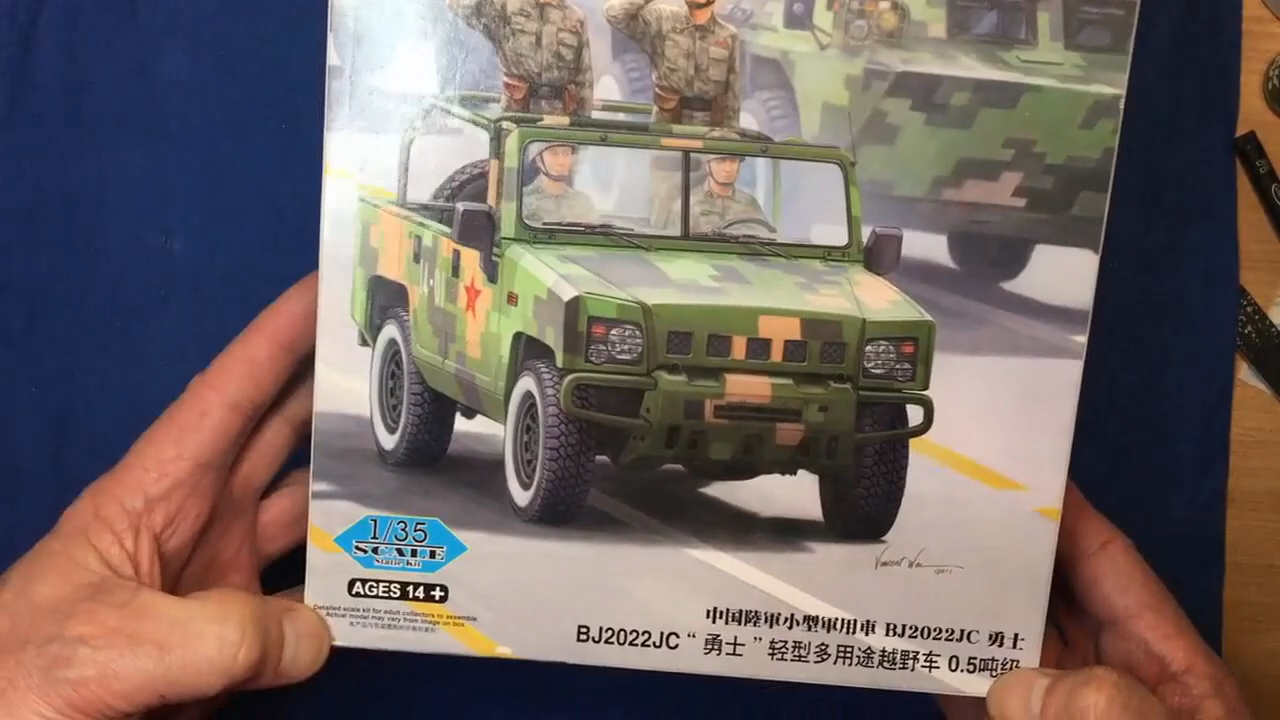 1/35
SCALE
Static Kit
AGES 14 +
Detailed scale kit for adult collectors to assemble.
Actual model may vary from image on box.
中国陸軍小型軍用車 BJ2022JC 勇士
BJ2022JC“勇士”轻型多用途越野车 0.5吨级